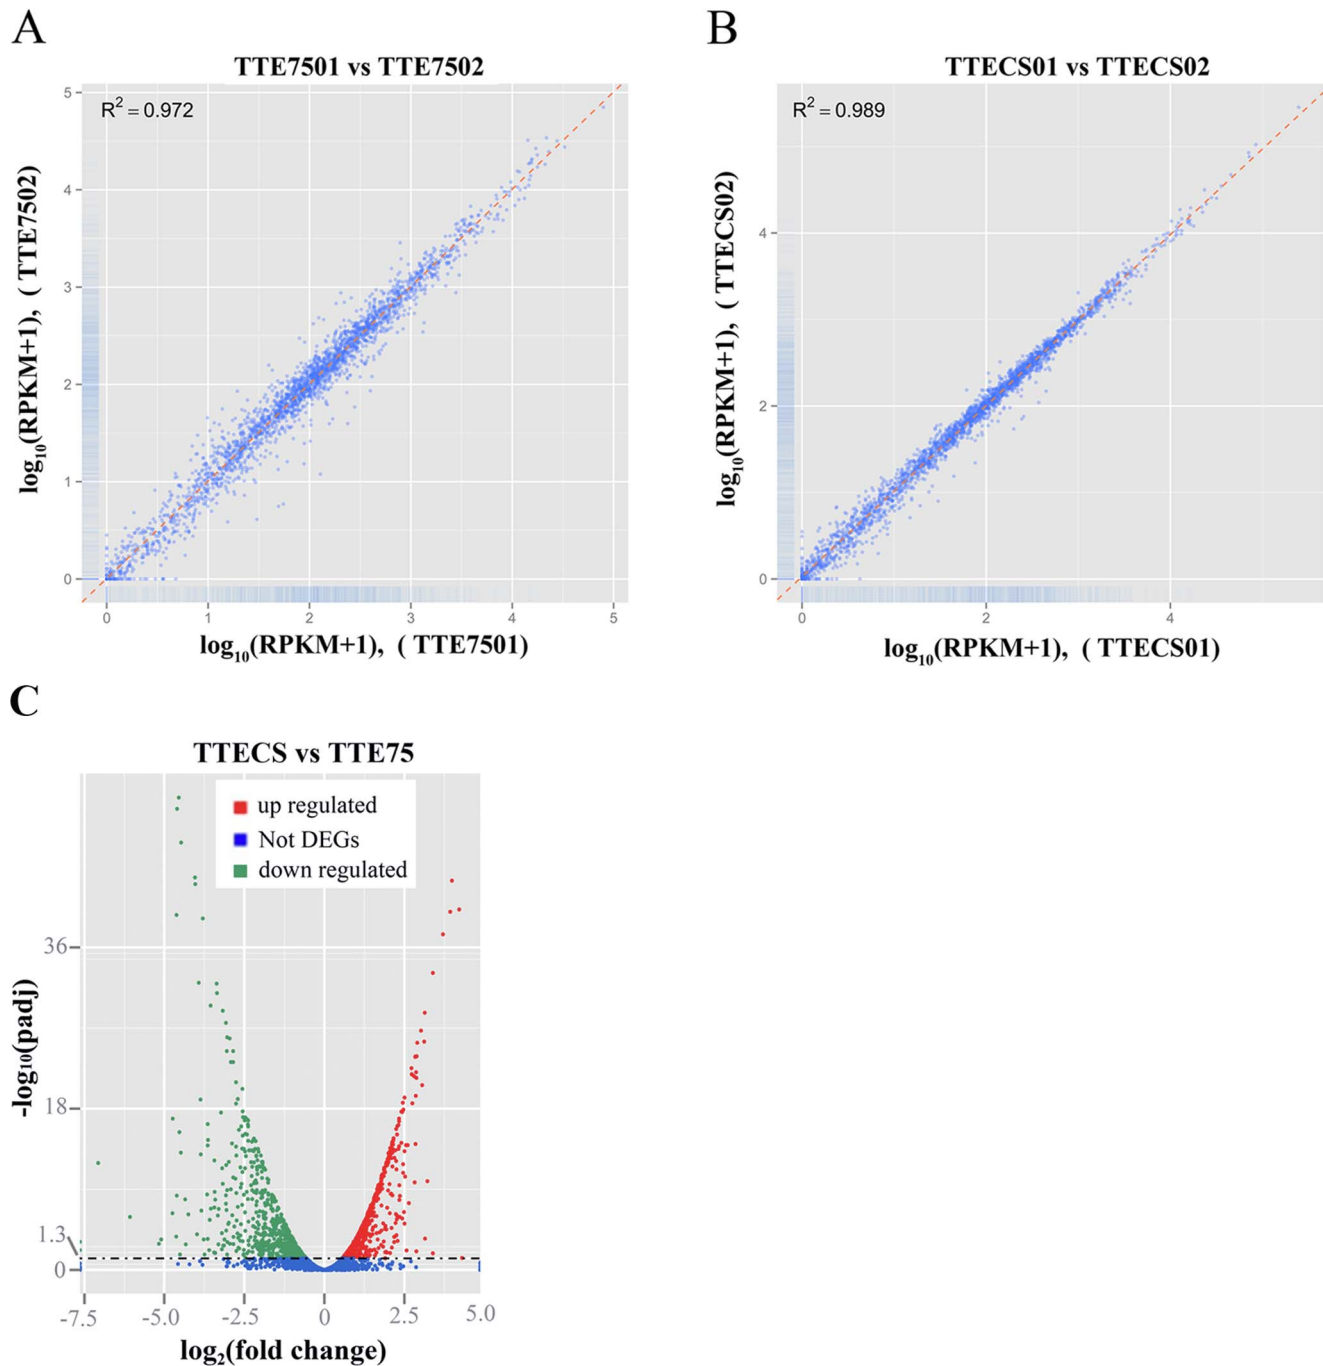 A
TTE7501 vs TTE7502
R² = 0.972
log₁₀(RPKM+1), ( TTE7502)
5
4
3
2
1
0
0 1 2 3 4 5
log₁₀(RPKM+1), ( TTE7501)
B
TTECS01 vs TTECS02
R² = 0.989
log₁₀(RPKM+1), ( TTECS02)
4
2
0
0 2 4
log₁₀(RPKM+1), ( TTECS01)
C
TTECS vs TTE75
up regulated
Not DEGs
down regulated
-log₁₀(padj)
36
18
1.3
0
-7.5 -5.0 -2.5 0 2.5 5.0
log₂(fold change)